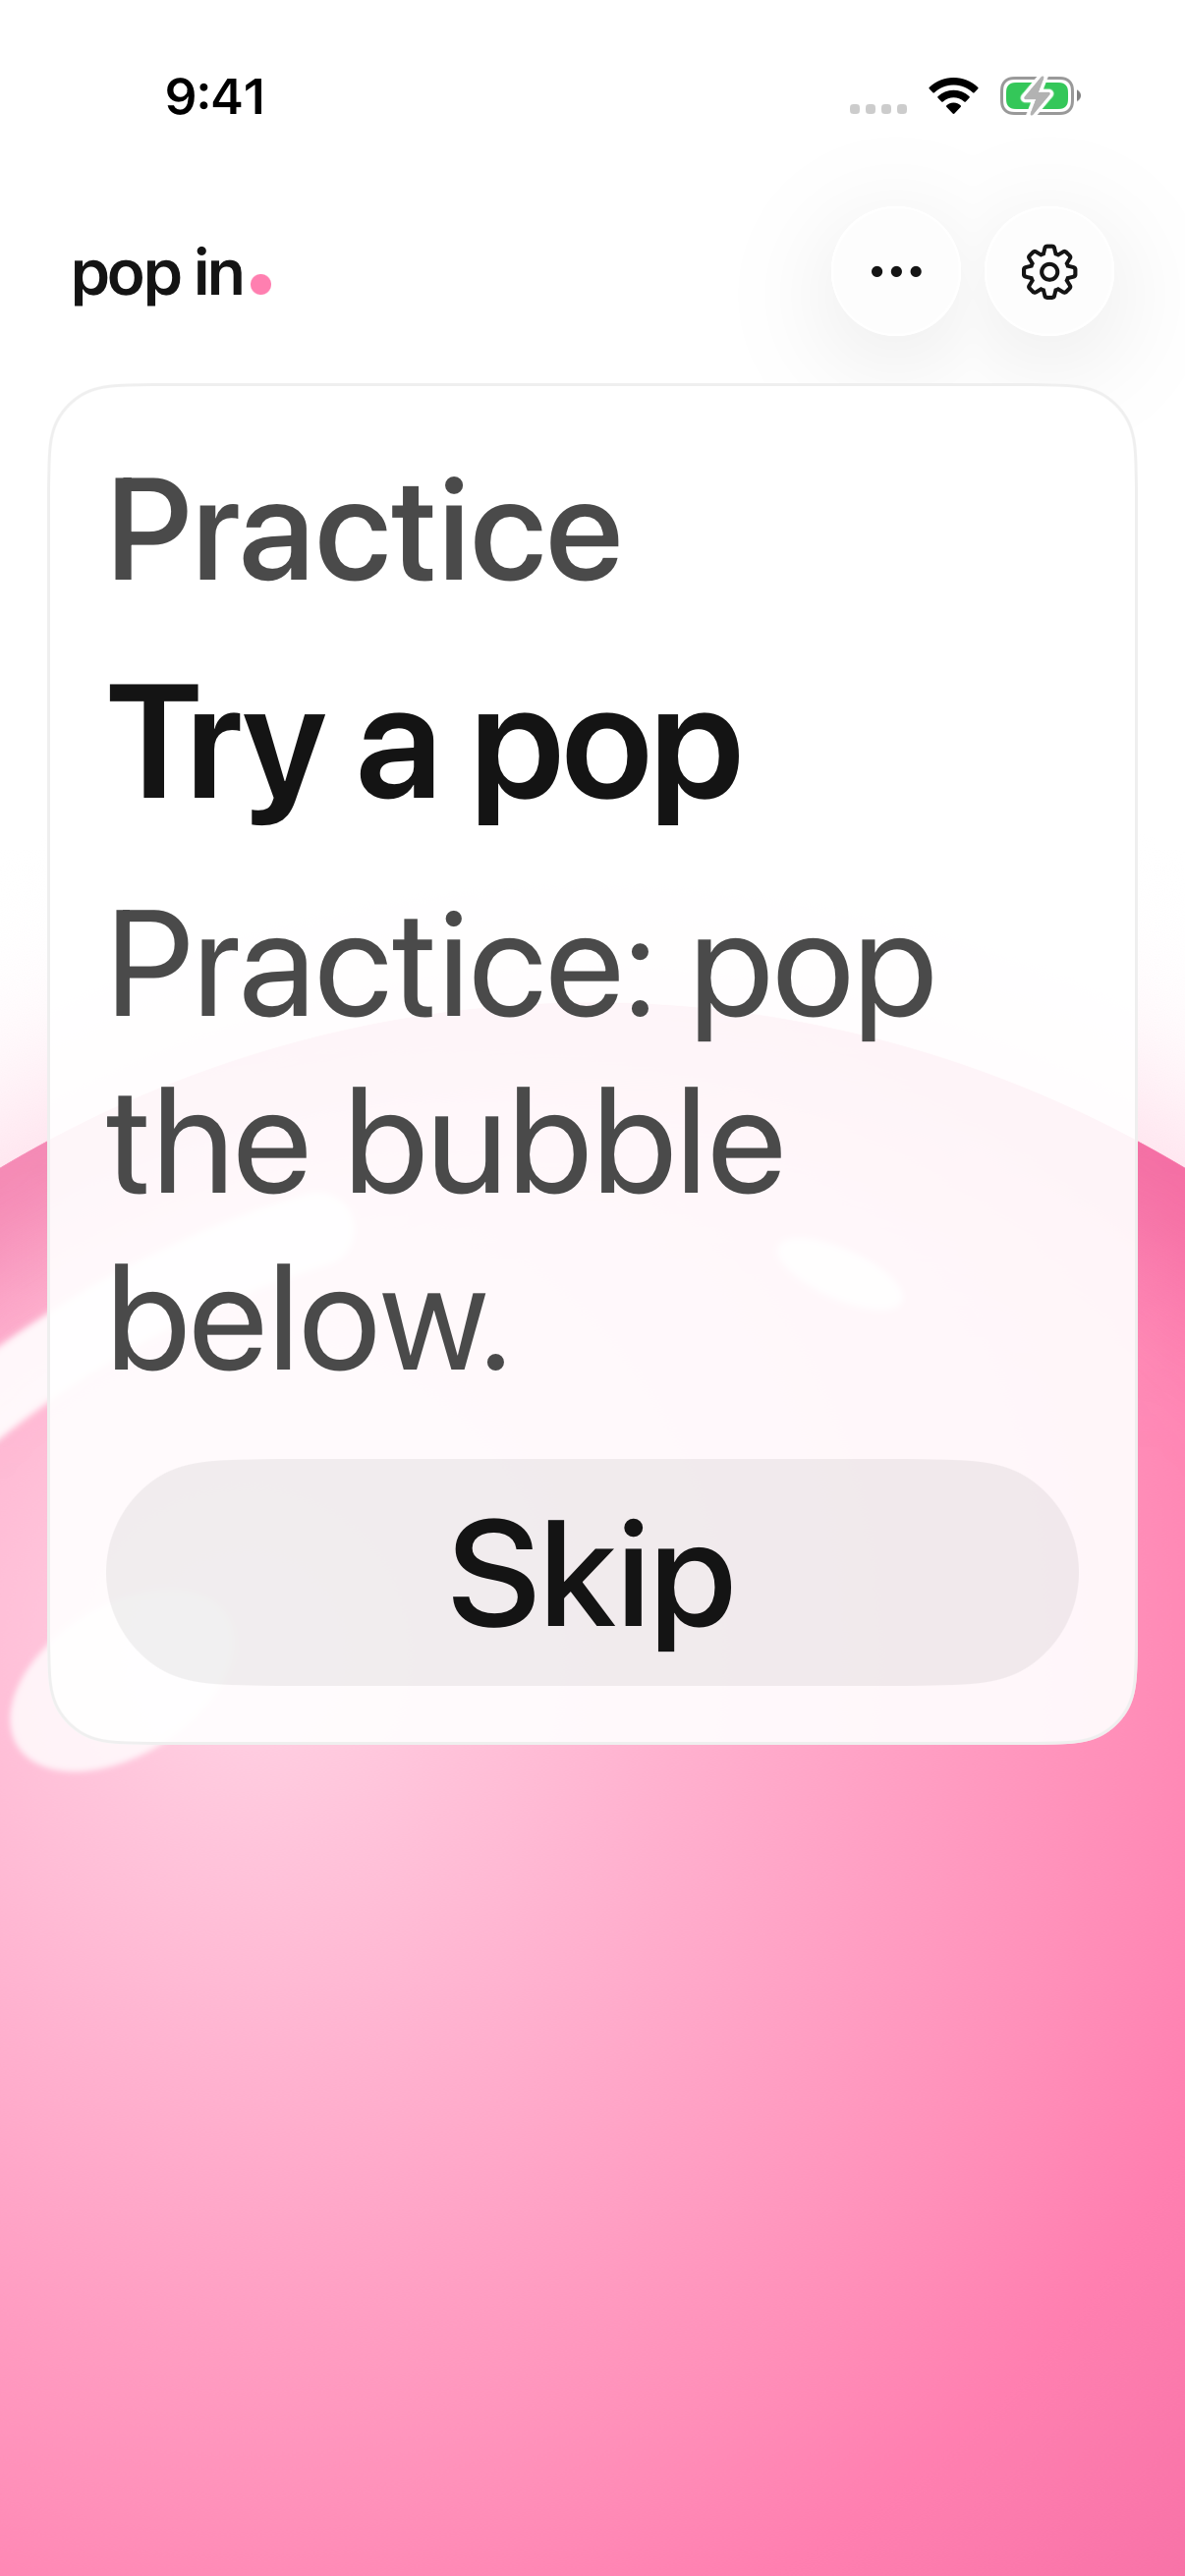 9:41
pop in
Practice
Try a pop
Practice: pop
the bubble
below.
Skip